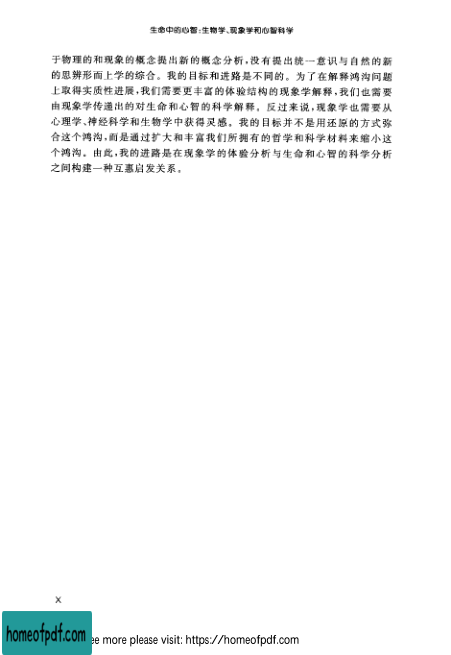 生命中的心智:生物学、现象学和心智科学
于物理的和现象的概念提出新的概念分析,没有提出统一意识与自然的新
的思辨形而上学的综合。我的目标和进路是不同的。为了在解释鸿沟问题
上取得实质性进展,我们需要更丰富的体验结构的现象学解释,我们也需要
由现象学传递出的对生命和心智的科学解释。反过来说,现象学也需要从
心理学、神经科学和生物学中获得灵感。我的目标并不是用还原的方式弥
合这个鸿沟,而是通过扩大和丰富我们所拥有的哲学和科学材料来缩小这
个鸿沟。由此,我的进路是在现象学的体验分析与生命和心智的科学分析
之间构建一种互惠启发关系。
X
homeofpdf.com
ee more please visit: https://homeofpdf.com